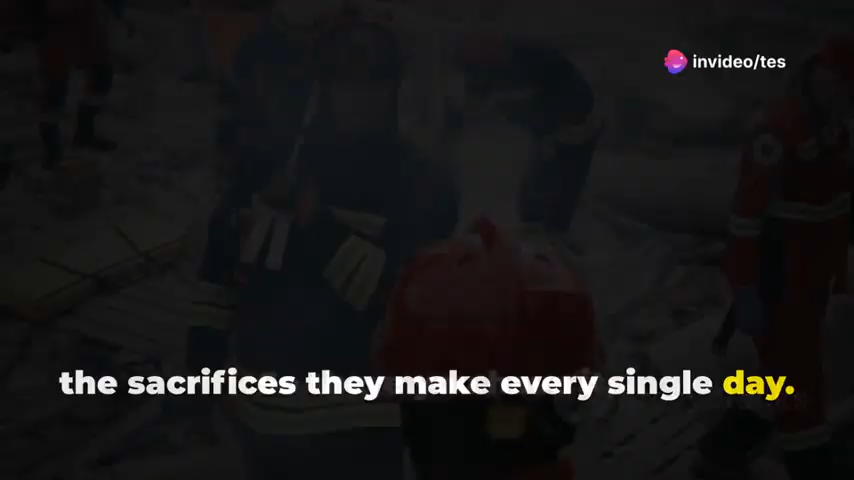 invideo/tes
the sacrifices they make every single day.